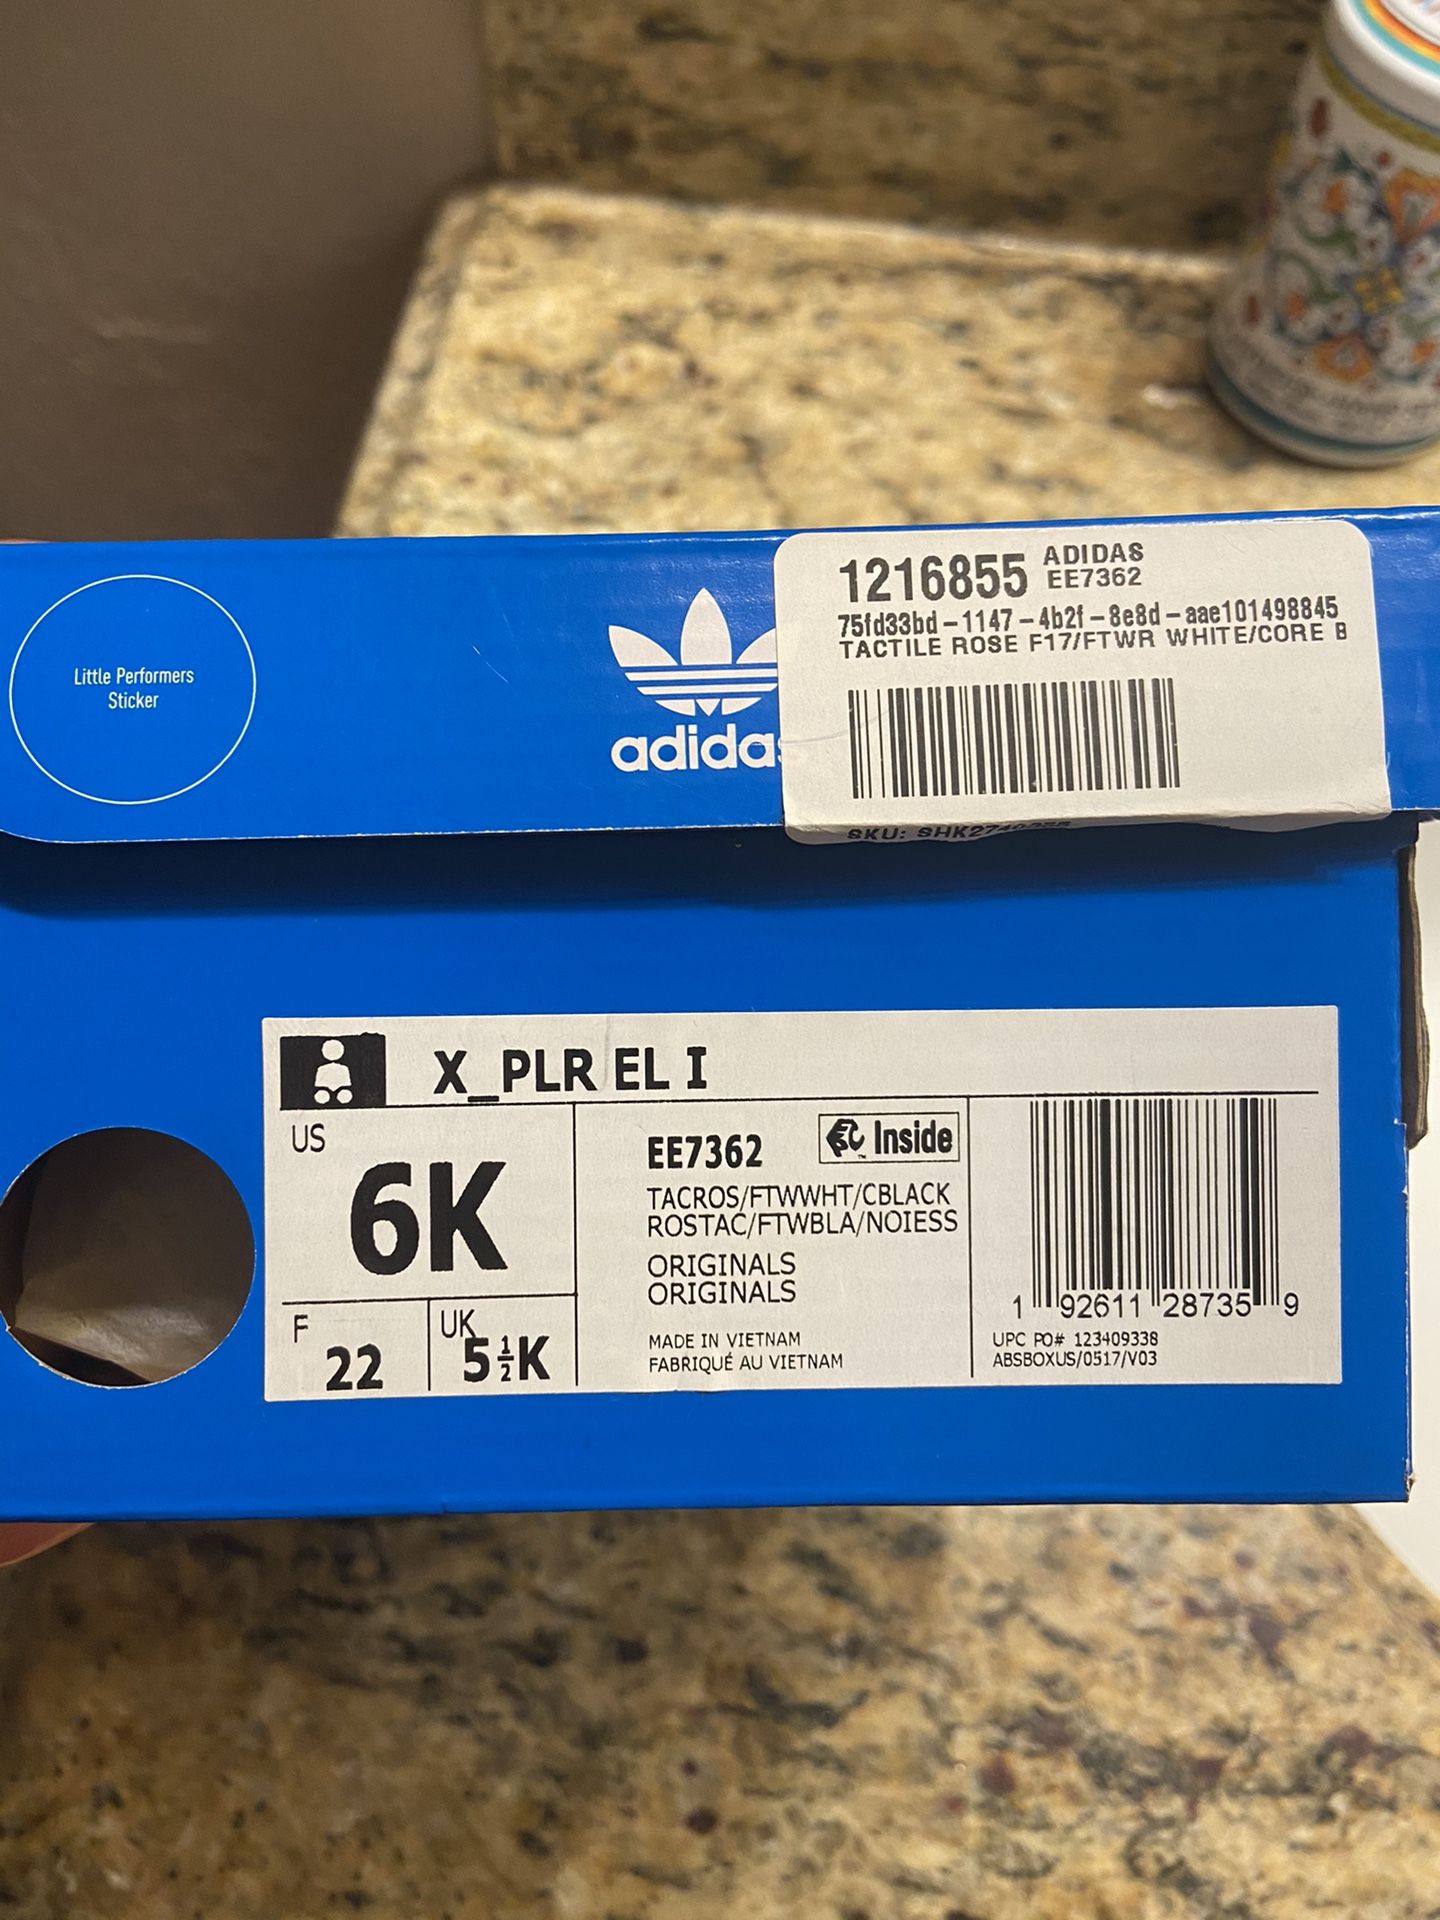 Little Performers
Sticker
adidas
1216855 ADIDAS
EE7362
75fd33bd-1147-4b2f-8e8d-aae101498845
TACTILE ROSE F17/FTWR WHITE/CORE B
SKU:
X_PLR EL I
US
6K
F
22
UK
5½K
EE7362
Inside
TACROS/FTWWHT/CBLACK
ROSTAC/FTWBLA/NOIESS
ORIGINALS
ORIGINALS
MADE IN VIETNAM
FABRIQUÉ AU VIETNAM
1 92611 28735 9
UPC PO# 123409338
ABSBOXUS/0517/V03